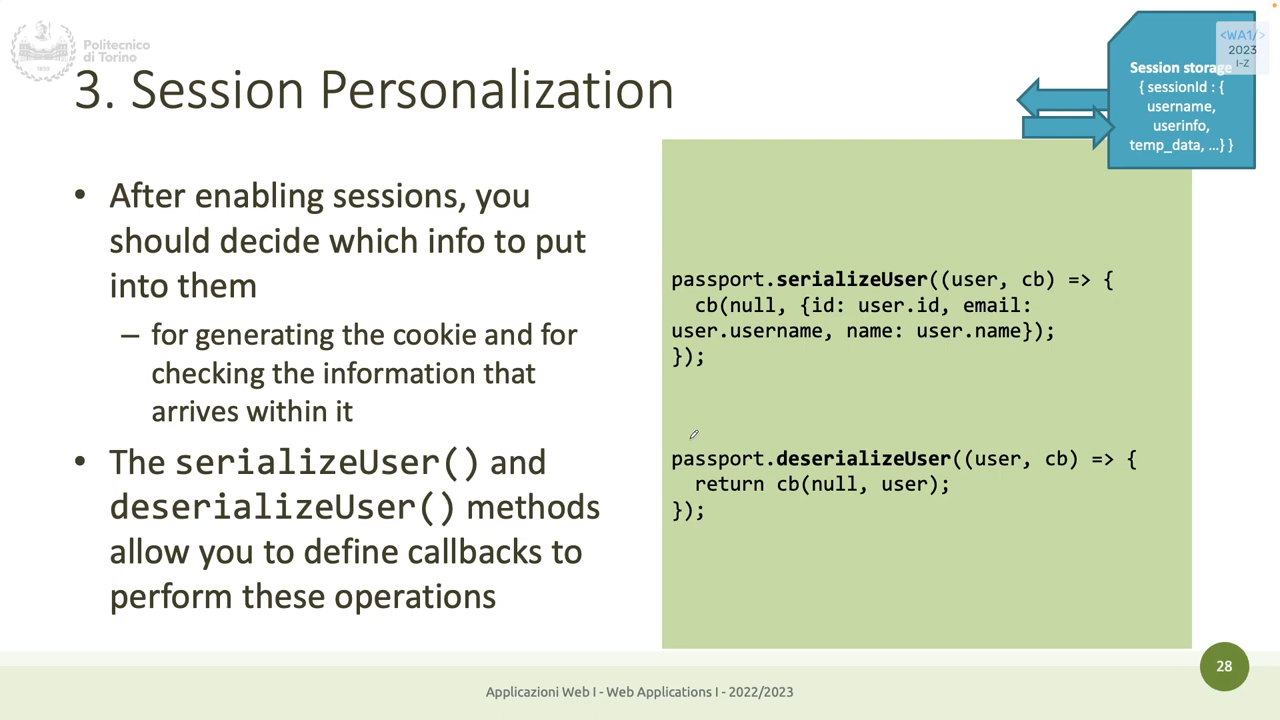 Politecnico
di Torino
1859
3. Session Personalization
<WA1/>
2023
I-Z
Session storage
{ sessionId : {
username,
userinfo,
temp_data, ...} }
• After enabling sessions, you
should decide which info to put
into them
– for generating the cookie and for
checking the information that
arrives within it
• The serializeUser() and
deserializeUser() methods
allow you to define callbacks to
perform these operations
passport.serializeUser((user, cb) => {
cb(null, {id: user.id, email:
user.username, name: user.name});
});
passport.deserializeUser((user, cb) => {
return cb(null, user);
});
Applicazioni Web I - Web Applications I - 2022/2023
28